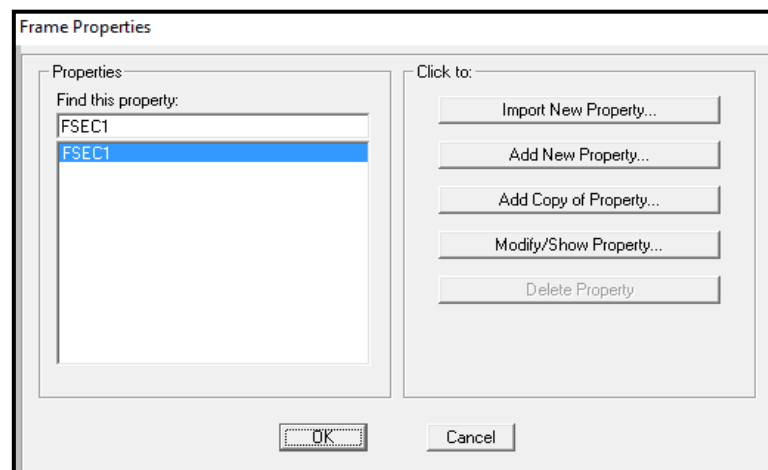 Frame Properties
Properties
Find this property:
FSEC1
FSEC1
Click to:
Import New Property...
Add New Property...
Add Copy of Property...
Modify/Show Property...
Delete Property
OK
Cancel